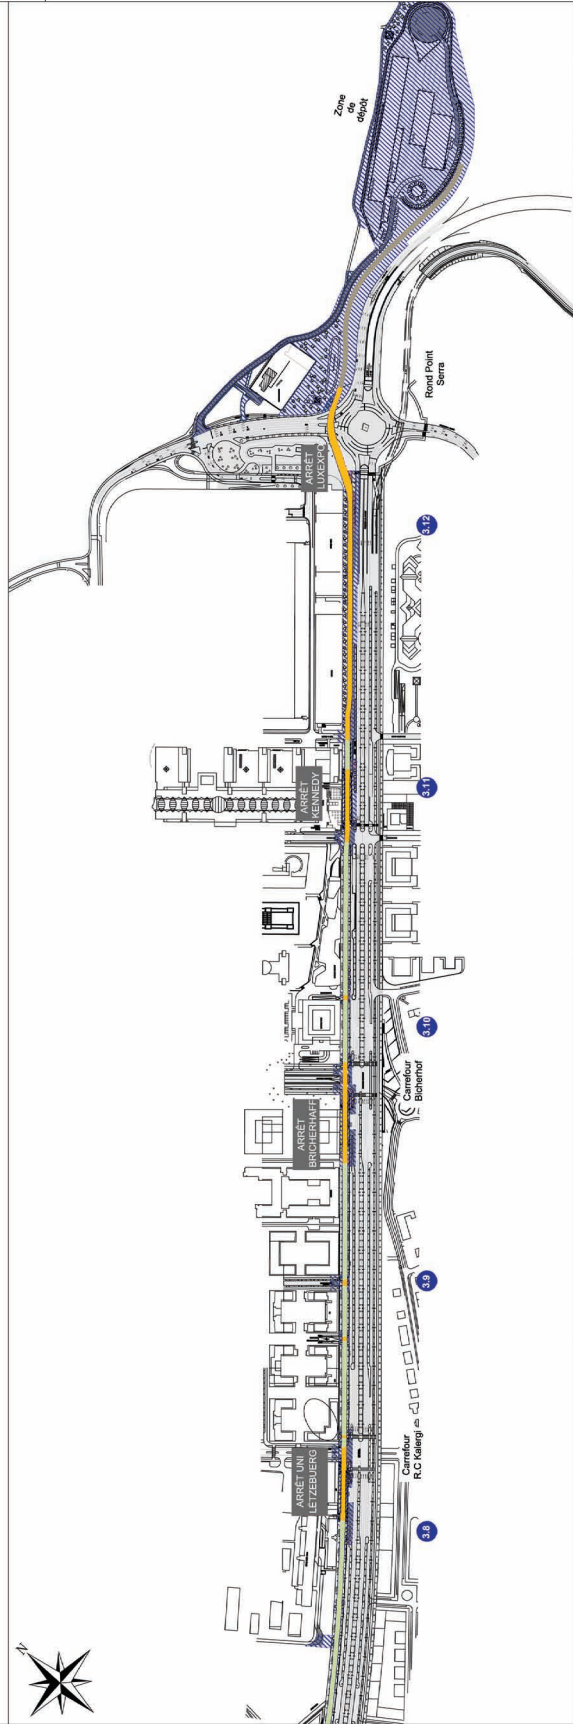 Zone
de
dépôt
Rond Point
Serra
ARRÊT
LUXEXPO
3.12
ARRÊT
KENNEDY
3.11
3.10
Carrefour
Bicherhof
ARRÊT
BRICHERHAFF
3.9
Carrefour
R.C Kalergi
ARRÊT UNI
LËTZEBUERG
3.8
N